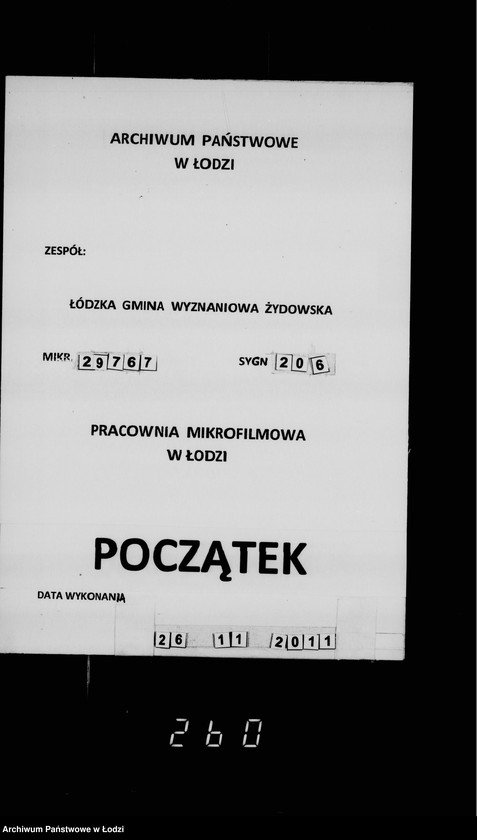 ARCHIWUM PAŃSTWOWE
W ŁODZI
ZESPÓŁ:
ŁÓDZKA GMINA WYZNANIOWA ŻYDOWSKA
MIKR. 29767 SYGN 206
PRACOWNIA MIKROFILMOWA
W ŁODZI
POCZĄTEK
DATA WYKONANIA
26 11 2011
260
Archiwum Państwowe w Łodzi